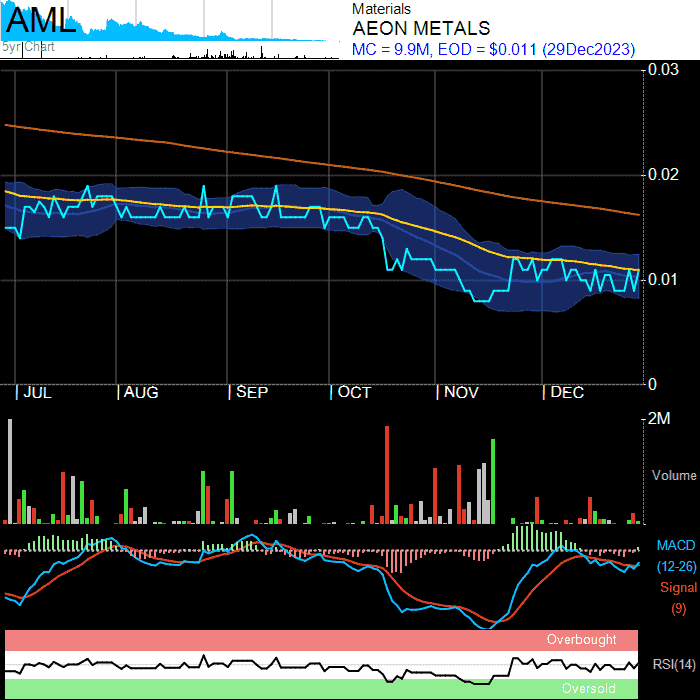 AML
5yr Chart
Materials
AEON METALS
MC = 9.9M, EOD = $0.011 (29Dec2023)
0.03
0.02
0.01
0
JUL AUG SEP OCT NOV DEC
2M
Volume
MACD
(12-26)
Signal
(9)
Overbought
RSI(14)
Oversold